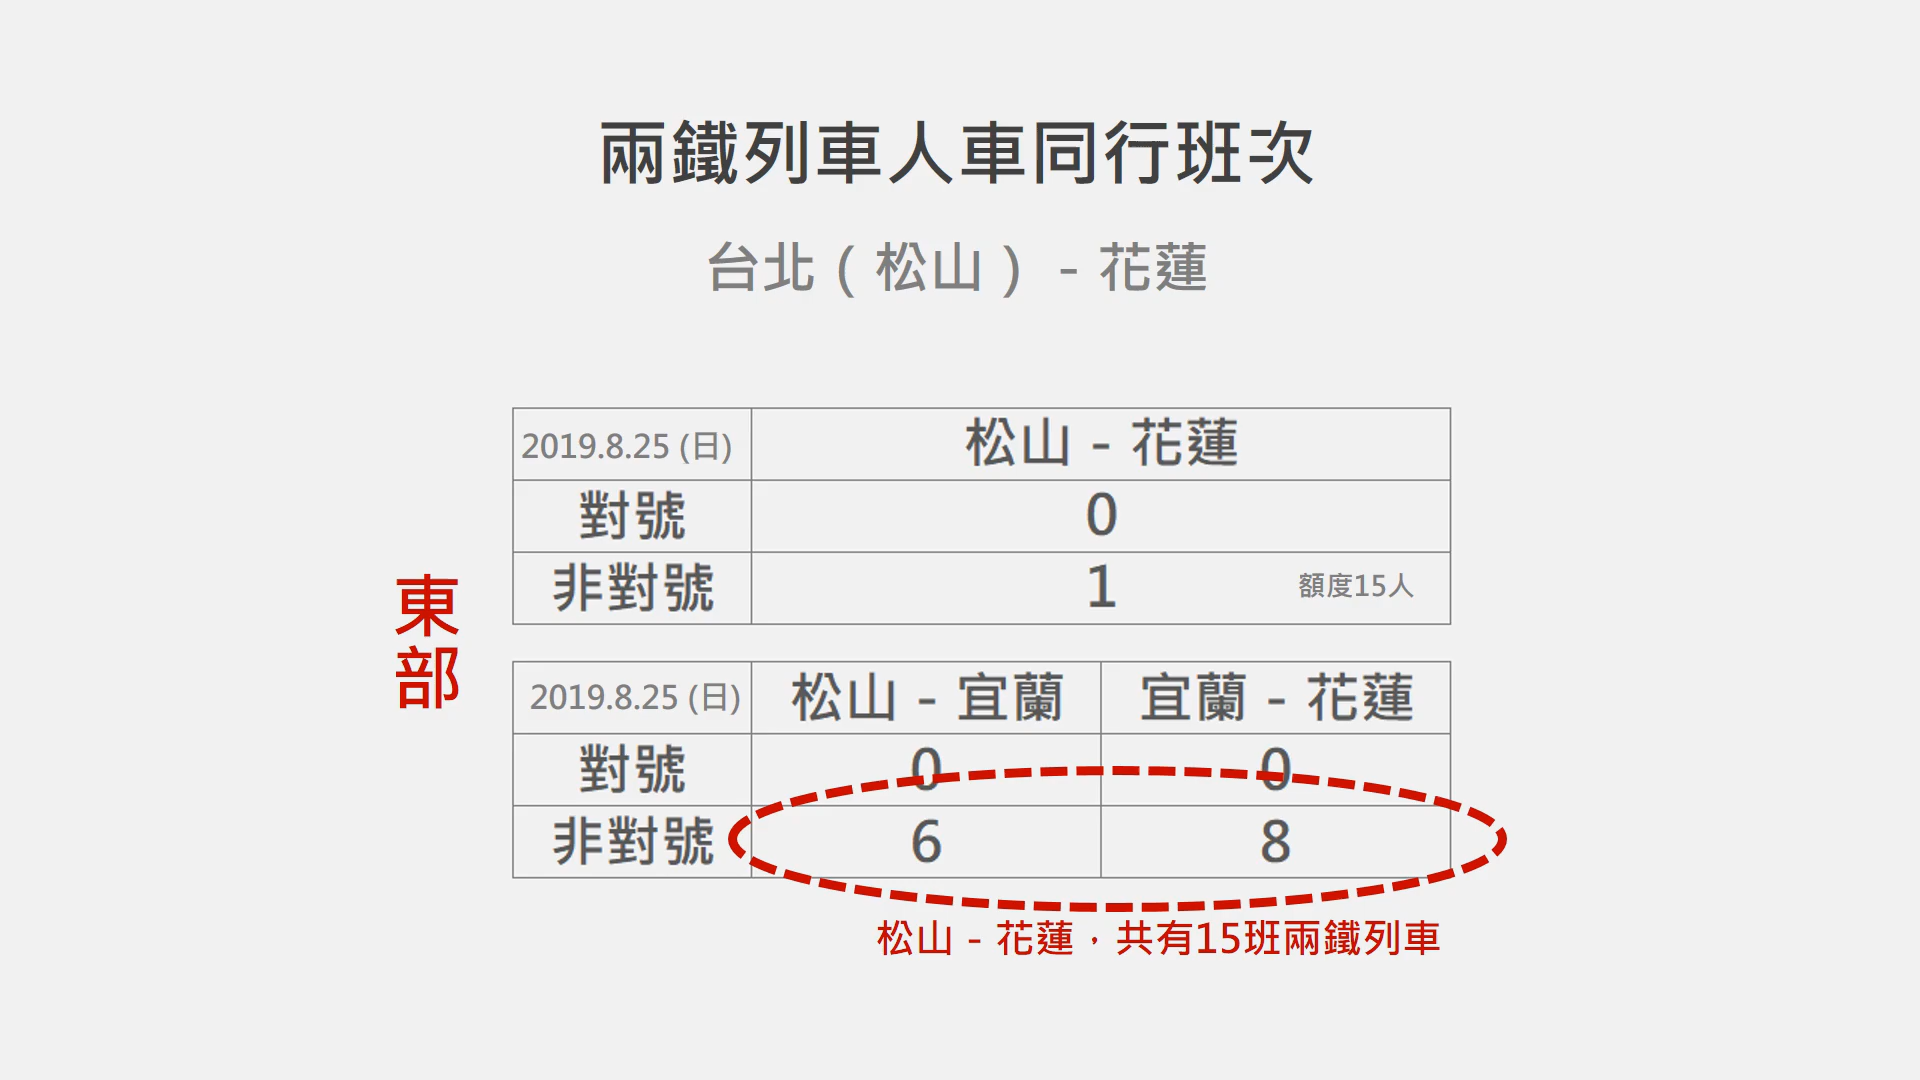 兩鐵列車人車同行班次
台北（松山） - 花蓮
東部
2019.8.25 (日) 松山 - 花蓮
對號 0
非對號 1 額度15人
2019.8.25 (日) 松山 - 宜蘭 宜蘭 - 花蓮
對號 0 0
非對號 6 8
松山 - 花蓮，共有15班兩鐵列車